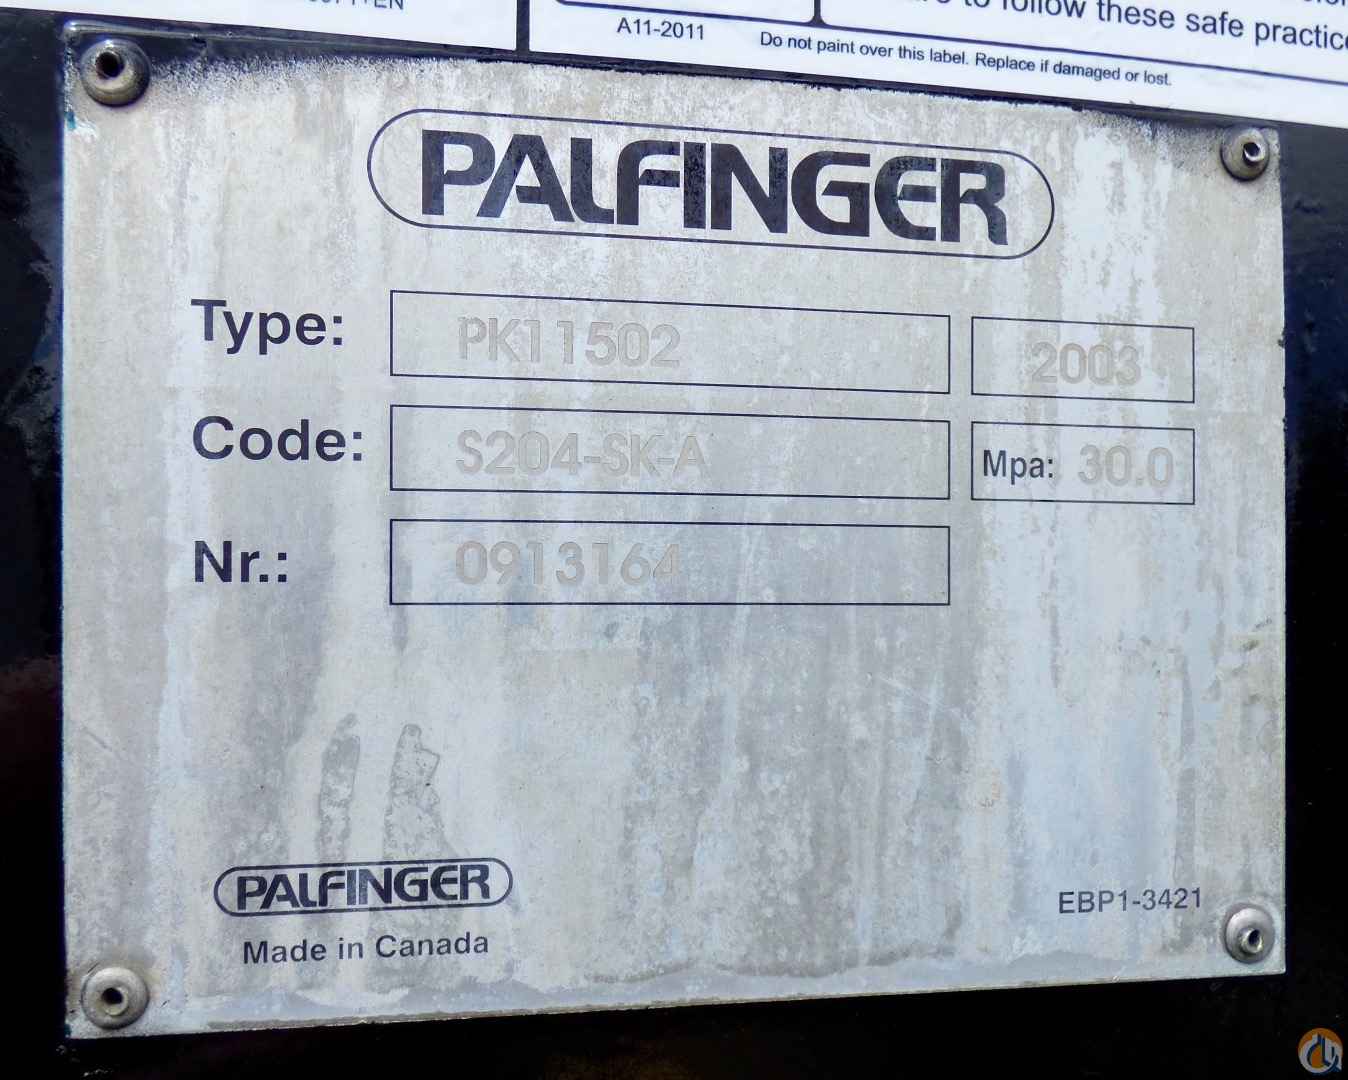 to follow these safe
A11-2011
Do not paint over this label. Replace if damaged or lost.
PALFINGER
Type: PK11502 2003
Code: S204-SK-A Mpa: 30.0
Nr.: 0913164
PALFINGER
Made in Canada
EBP1-3421